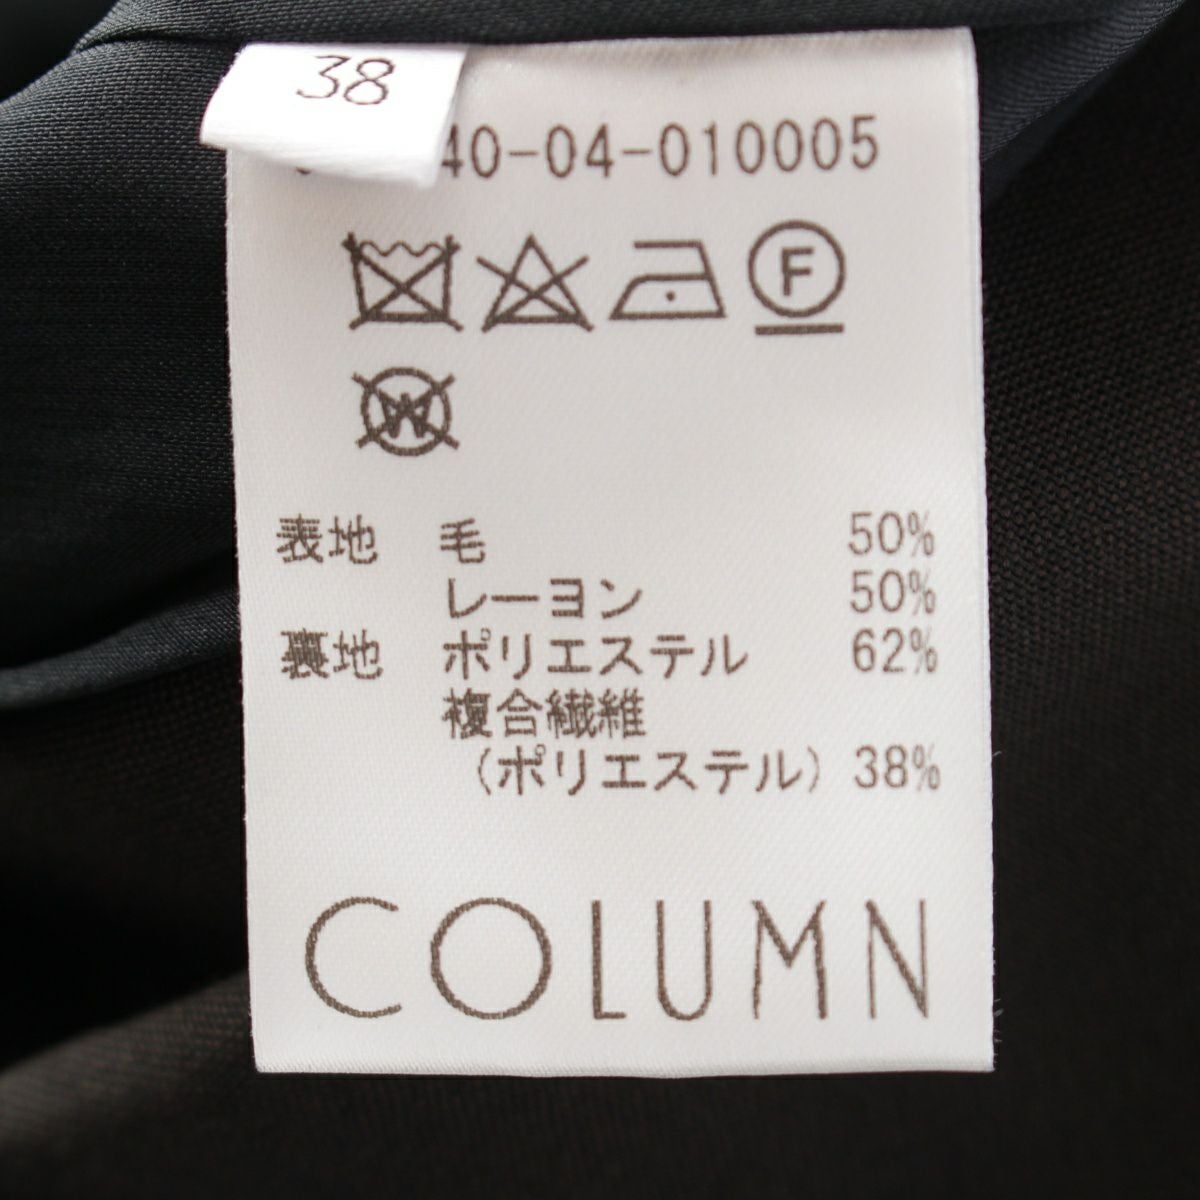 38
40-04-010005
F
W
表地 毛 50%
レーヨン 50%
裏地 ポリエステル 62%
複合繊維
(ポリエステル) 38%
COLUMN